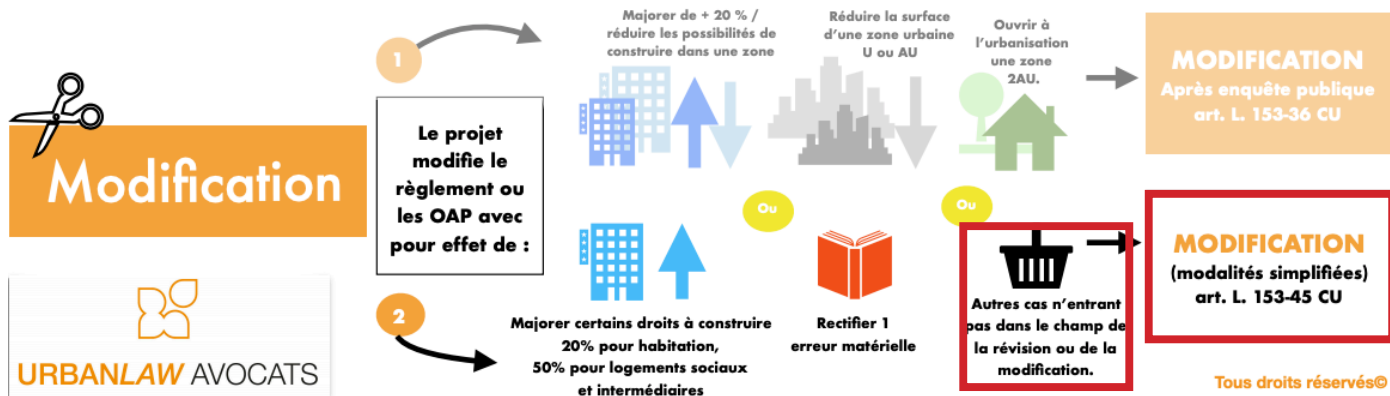 Modification
URBANLAW AVOCATS
1
Le projet
modifie le
règlement ou
les OAP avec
pour effet de :
2
Majorer de + 20 % /
réduire les possibilités de
construire dans une zone
Réduire la surface
d'une zone urbaine
U ou AU
Ouvrir à
l'urbanisation
une zone
2AU.
MODIFICATION
Après enquête publique
art. L. 153-36 CU
Ou
Ou
Majorer certains droits à construire
20% pour habitation,
50% pour logements sociaux
et intermédiaires
Rectifier 1
erreur matérielle
Autres cas n'entrant
pas dans le champ de
la révision ou de la
modification.
MODIFICATION
(modalités simplifiées)
art. L. 153-45 CU
Tous droits réservés©